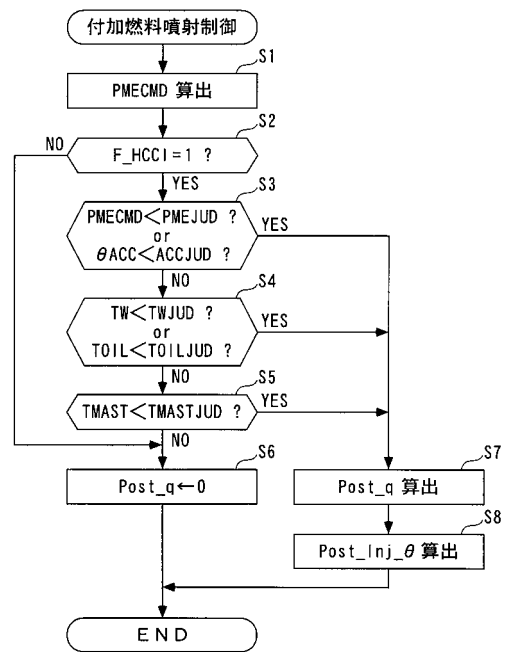 付加燃料噴射制御
S1
PMECMD 算出
S2
F_HCCI=1 ?
NO
YES
S3
PMECMD<PMEJUD ?
or
θACC<ACCJUD ?
YES
NO
S4
TW<TWJUD ?
or
TOIL<TOILJUD ?
YES
NO
S5
TMAST<TMASTJUD ?
YES
NO
S6
Post_q←0
S7
Post_q 算出
S8
Post_Inj_θ 算出
END